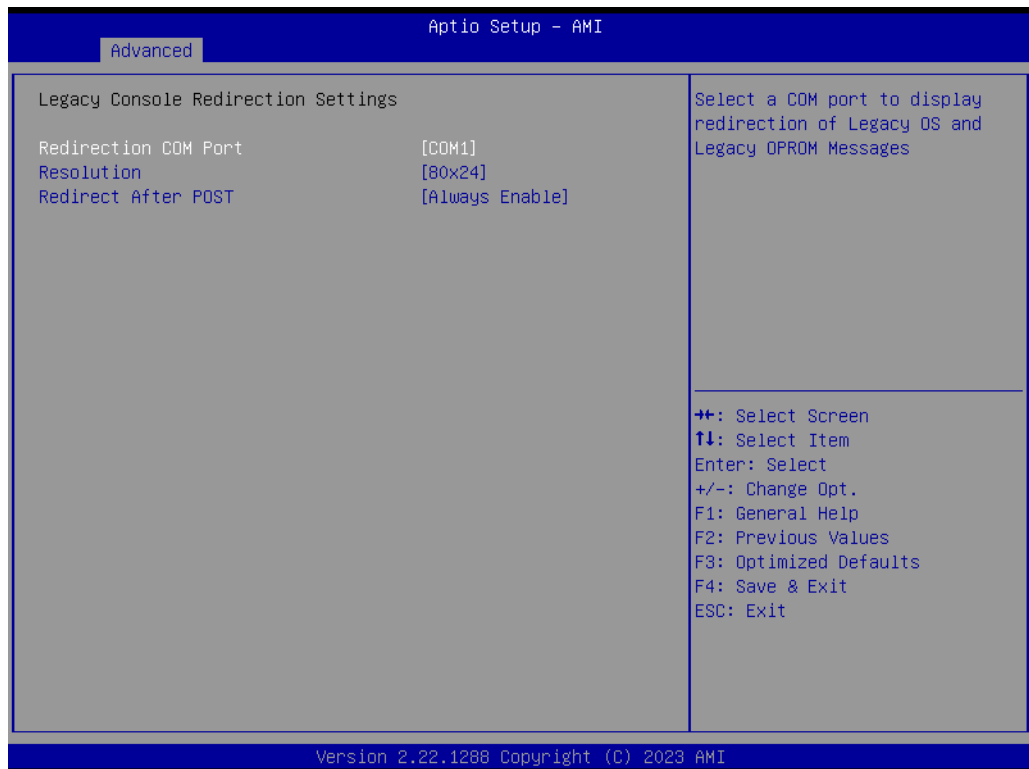 Aptio Setup – AMI
Advanced
Legacy Console Redirection Settings
Redirection COM Port [COM1]
Resolution [80x24]
Redirect After POST [Always Enable]
Select a COM port to display
redirection of Legacy OS and
Legacy OPROM Messages
→←: Select Screen
↑↓: Select Item
Enter: Select
+/-: Change Opt.
F1: General Help
F2: Previous Values
F3: Optimized Defaults
F4: Save & Exit
ESC: Exit
Version 2.22.1288 Copyright (C) 2023 AMI